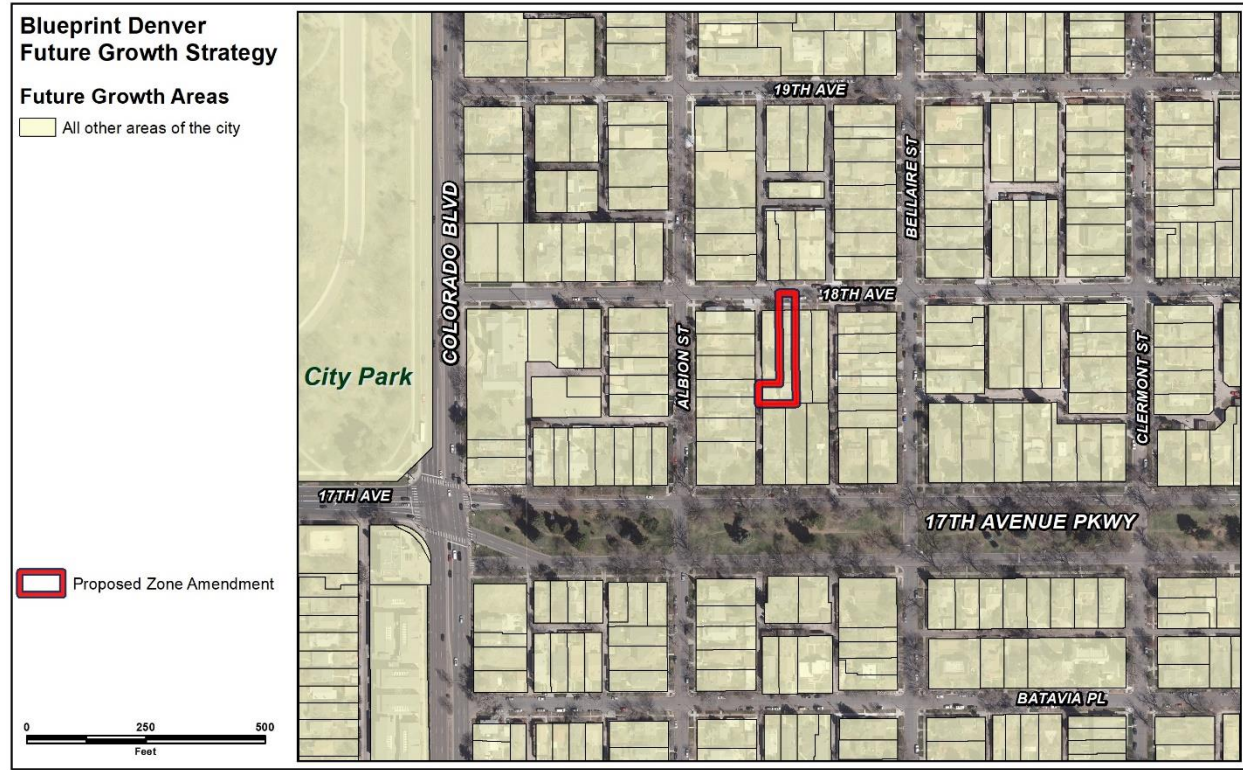 Blueprint Denver
Future Growth Strategy
Future Growth Areas
All other areas of the city
Proposed Zone Amendment
0 250 500
Feet
19TH AVE
COLORADO BLVD
BELLAIRE ST
18TH AVE
City Park
ALBION ST
CLERMONT ST
17TH AVE
17TH AVENUE PKWY
BATAVIA PL